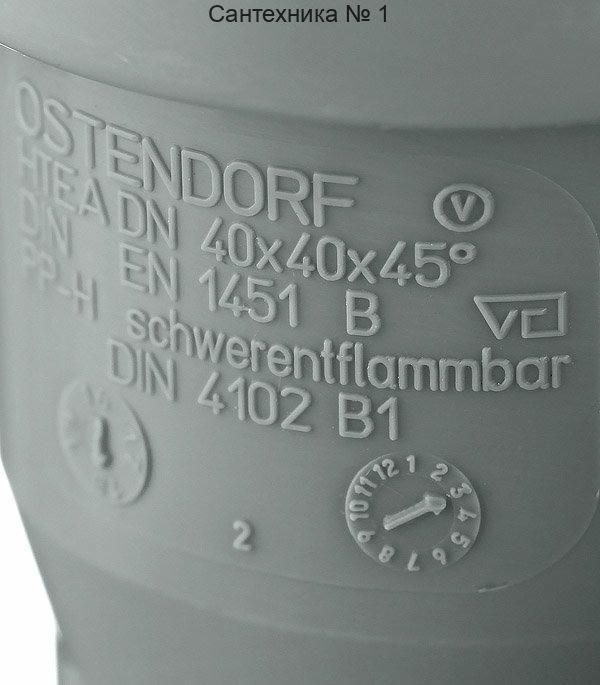 Сантехника № 1
OSTENDORF
V
HTEA DN 40x40x45°
DIN EN 1451 B
PP-H schwerentflammbar
DIN 4102 B1
12 1 2 3 4 5 6 7 8 9 10 11
2